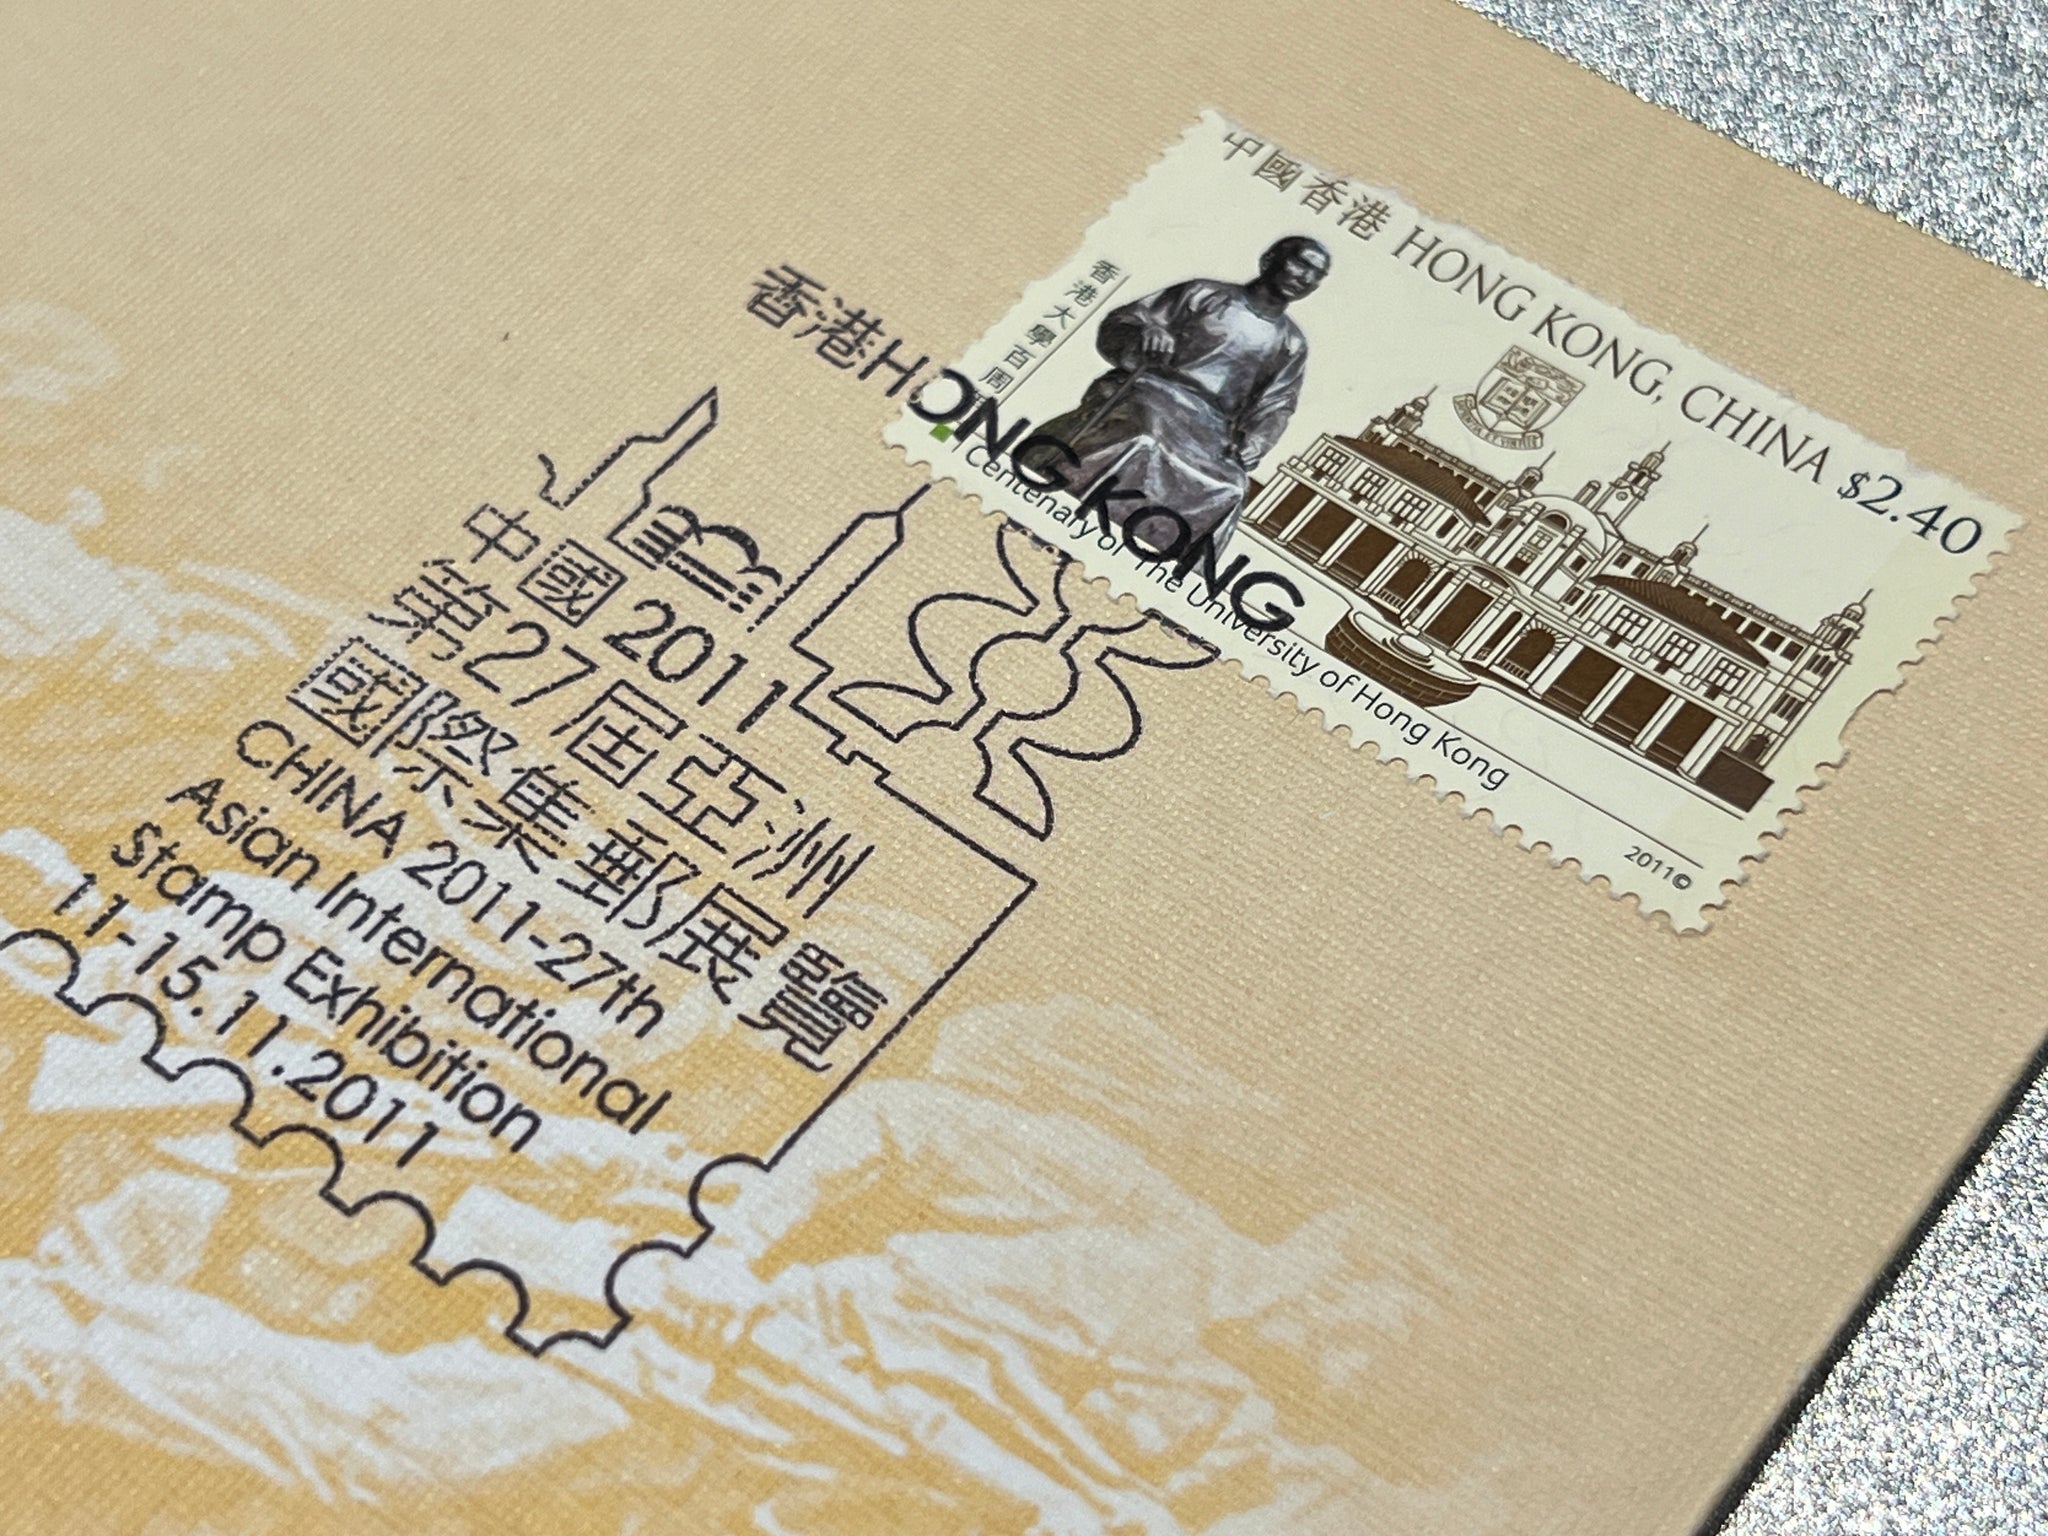 中國香港 HONG KONG, CHINA $2.40
香港大學百周
Centenary of The University of Hong Kong
2011©
香港HONG KONG
中國2011
第27屆亞洲
國際集郵展覽
CHINA 2011-27th
Asian International
Stamp Exhibition
11-15.11.2011